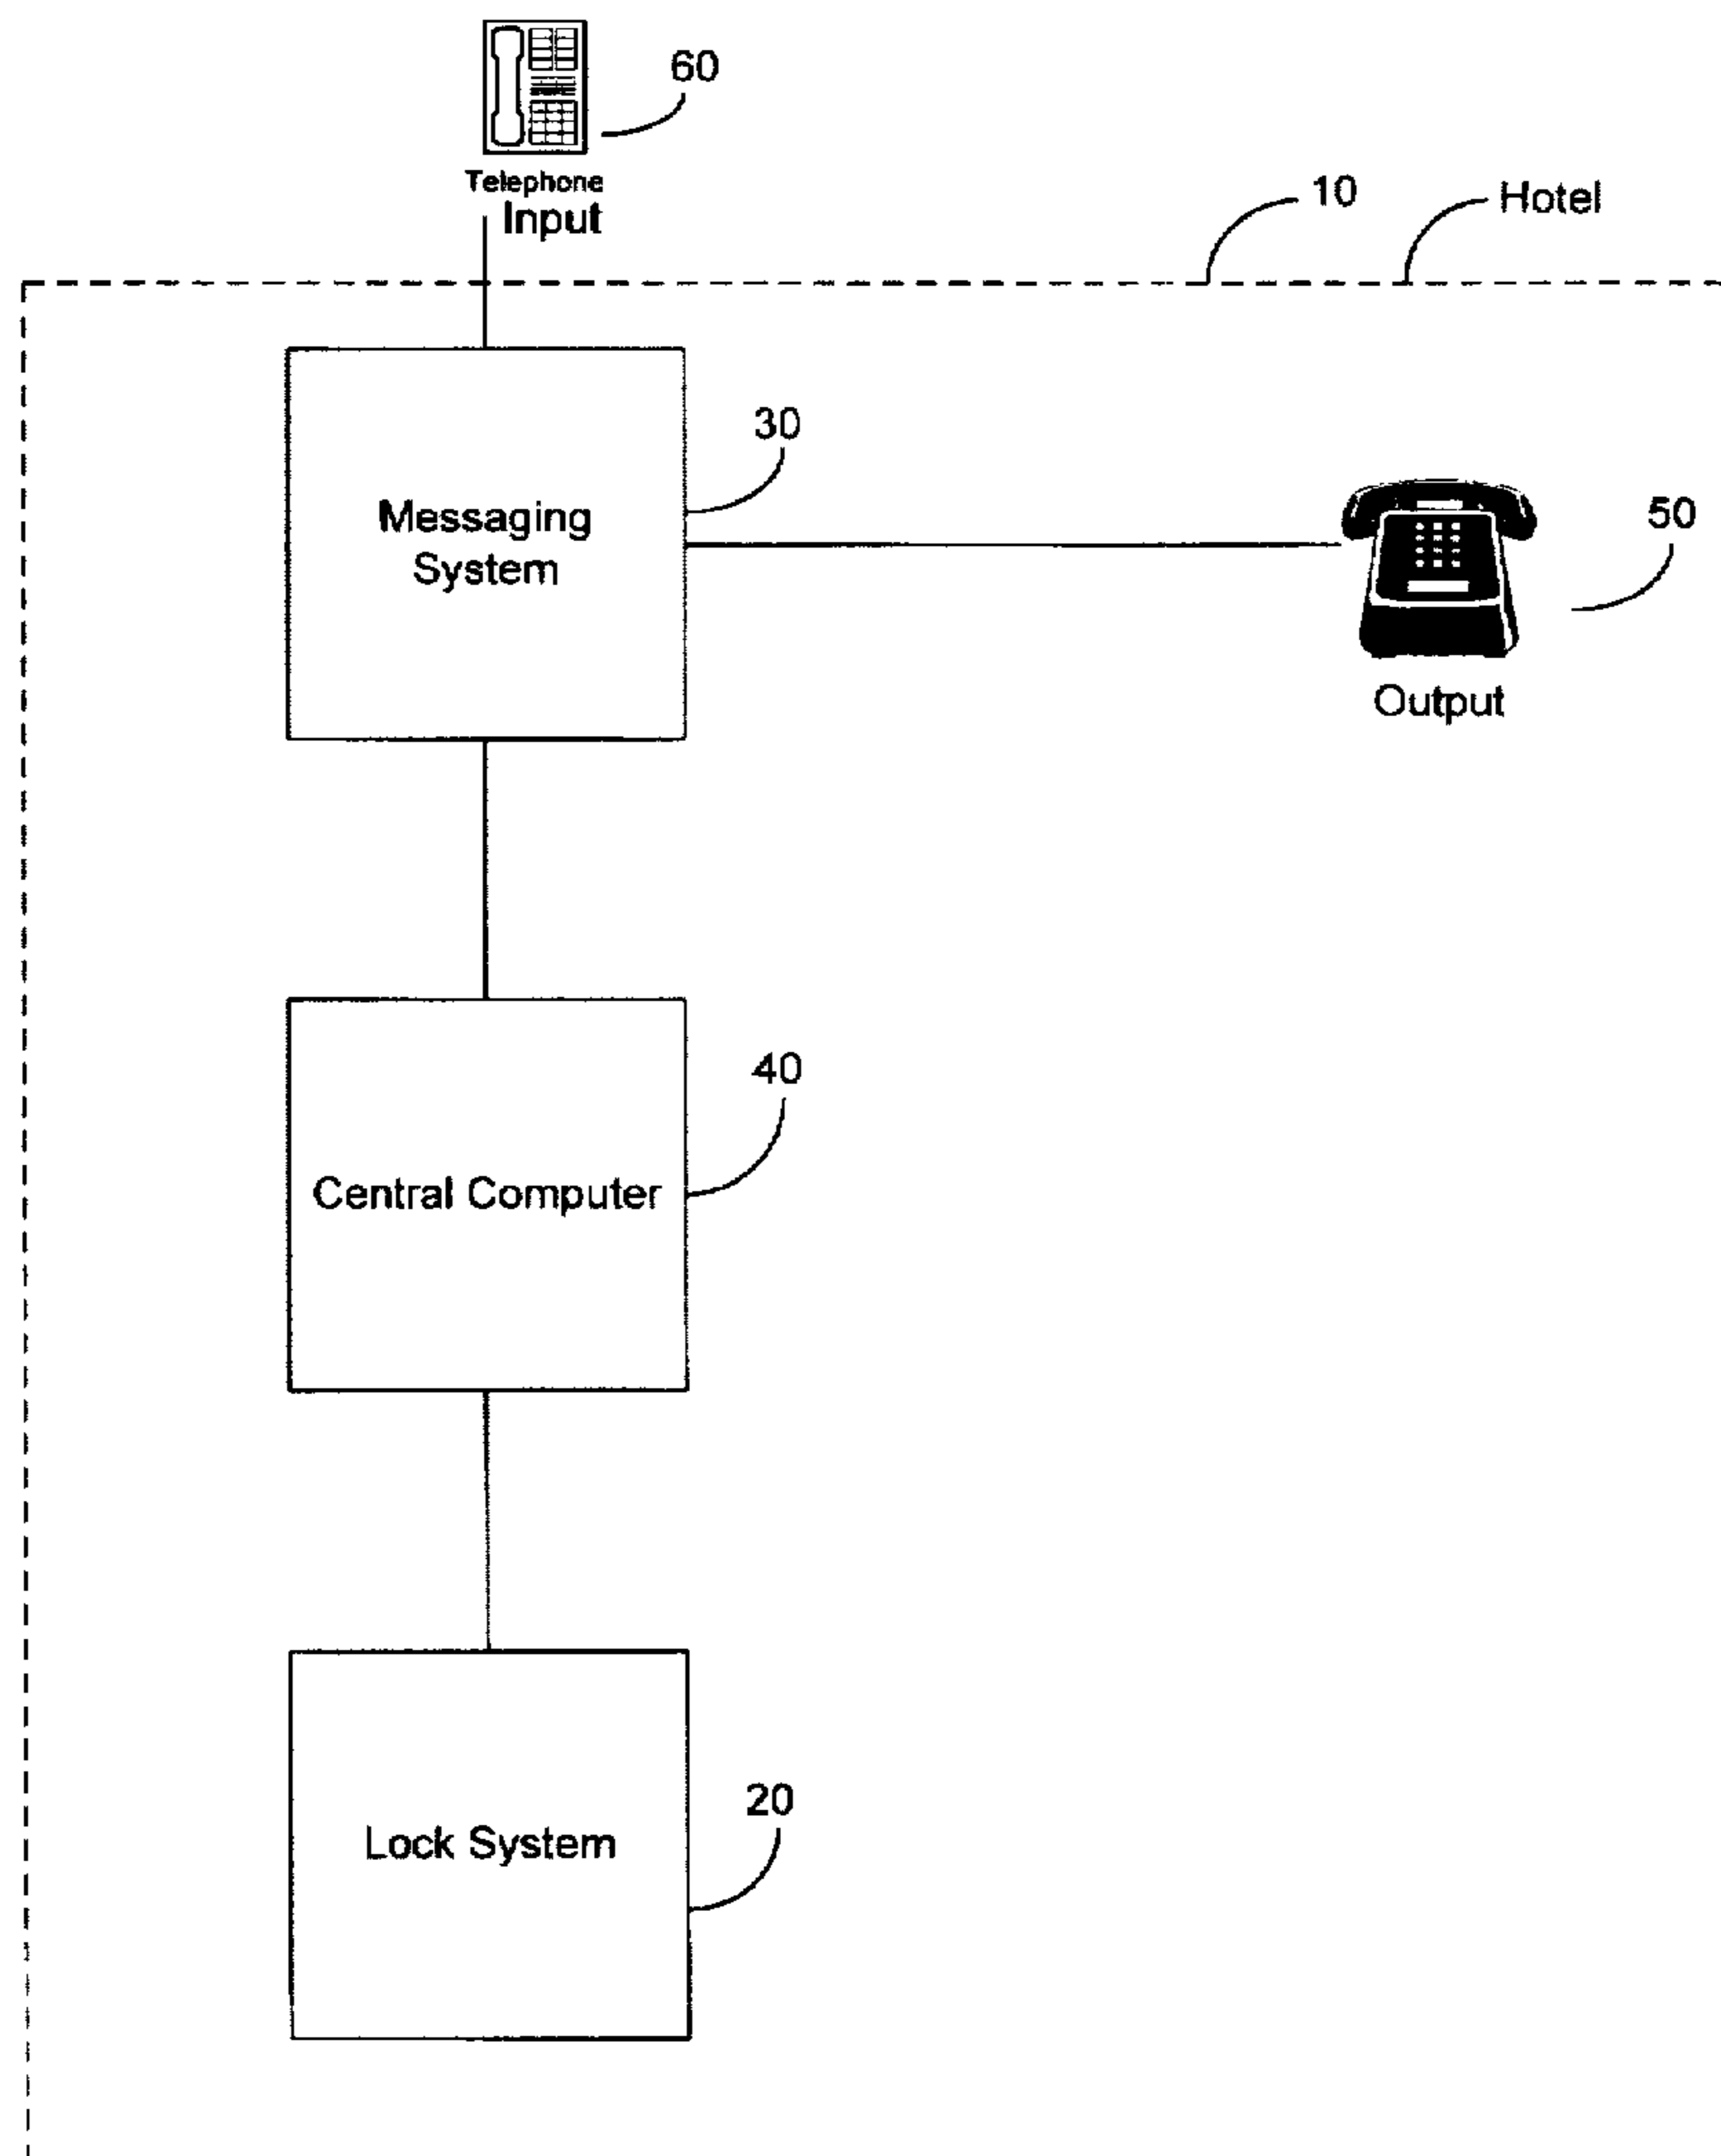 60
Telephone
Input
10
Hotel
30
Messaging
System
50
Output
40
Central Computer
20
Lock System